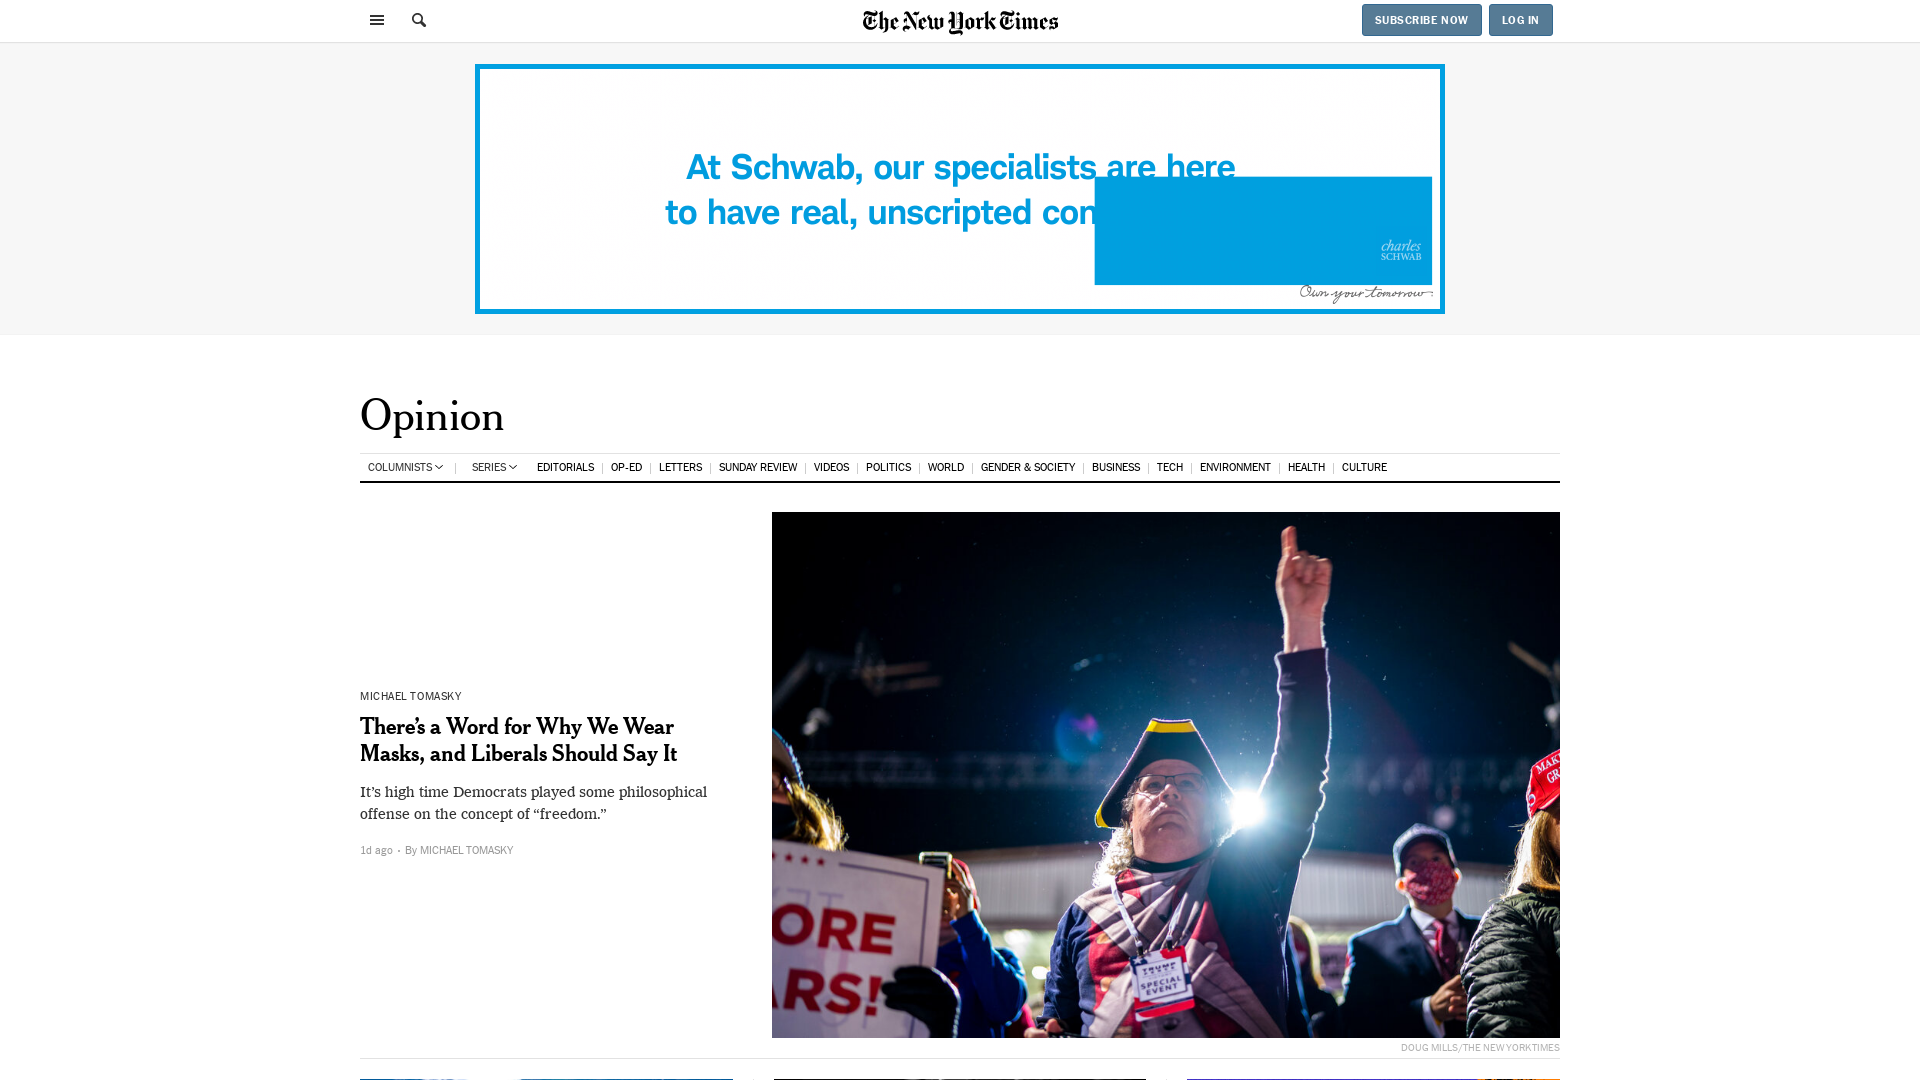 The New York Times
SUBSCRIBE NOW
LOG IN
At Schwab, our specialists are here
to have real, unscripted con
charles
SCHWAB
Own your tomorrow
Opinion
COLUMNISTS
SERIES
EDITORIALS
OP-ED
LETTERS
SUNDAY REVIEW
VIDEOS
POLITICS
WORLD
GENDER & SOCIETY
BUSINESS
TECH
ENVIRONMENT
HEALTH
CULTURE
MICHAEL TOMASKY
There’s a Word for Why We Wear
Masks, and Liberals Should Say It
It’s high time Democrats played some philosophical
offense on the concept of “freedom.”
1d ago • By MICHAEL TOMASKY
MAK
GR
ORE
ARS!
TRUMP
SPECIAL
EVENT
DOUG MILLS/THE NEW YORK TIMES